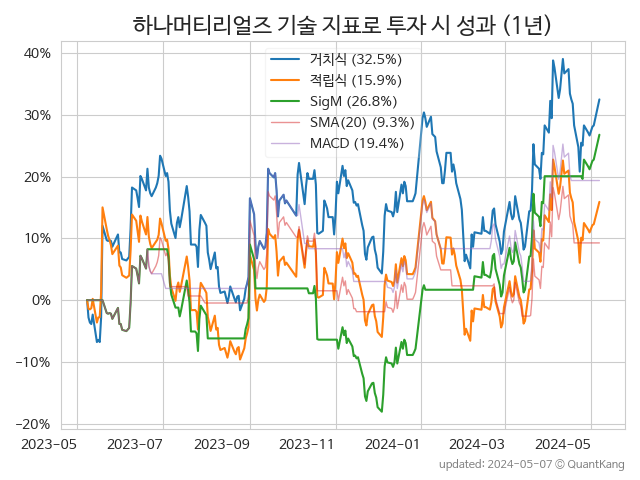 하나머티리얼즈 기술 지표로 투자 시 성과 (1년)
40%
30%
20%
10%
0%
−10%
−20%
거치식 (32.5%)
적립식 (15.9%)
SigM (26.8%)
SMA(20) (9.3%)
MACD (19.4%)
2023-05
2023-07
2023-09
2023-11
2024-01
2024-03
2024-05
updated: 2024-05-07 ⓒ QuantKang